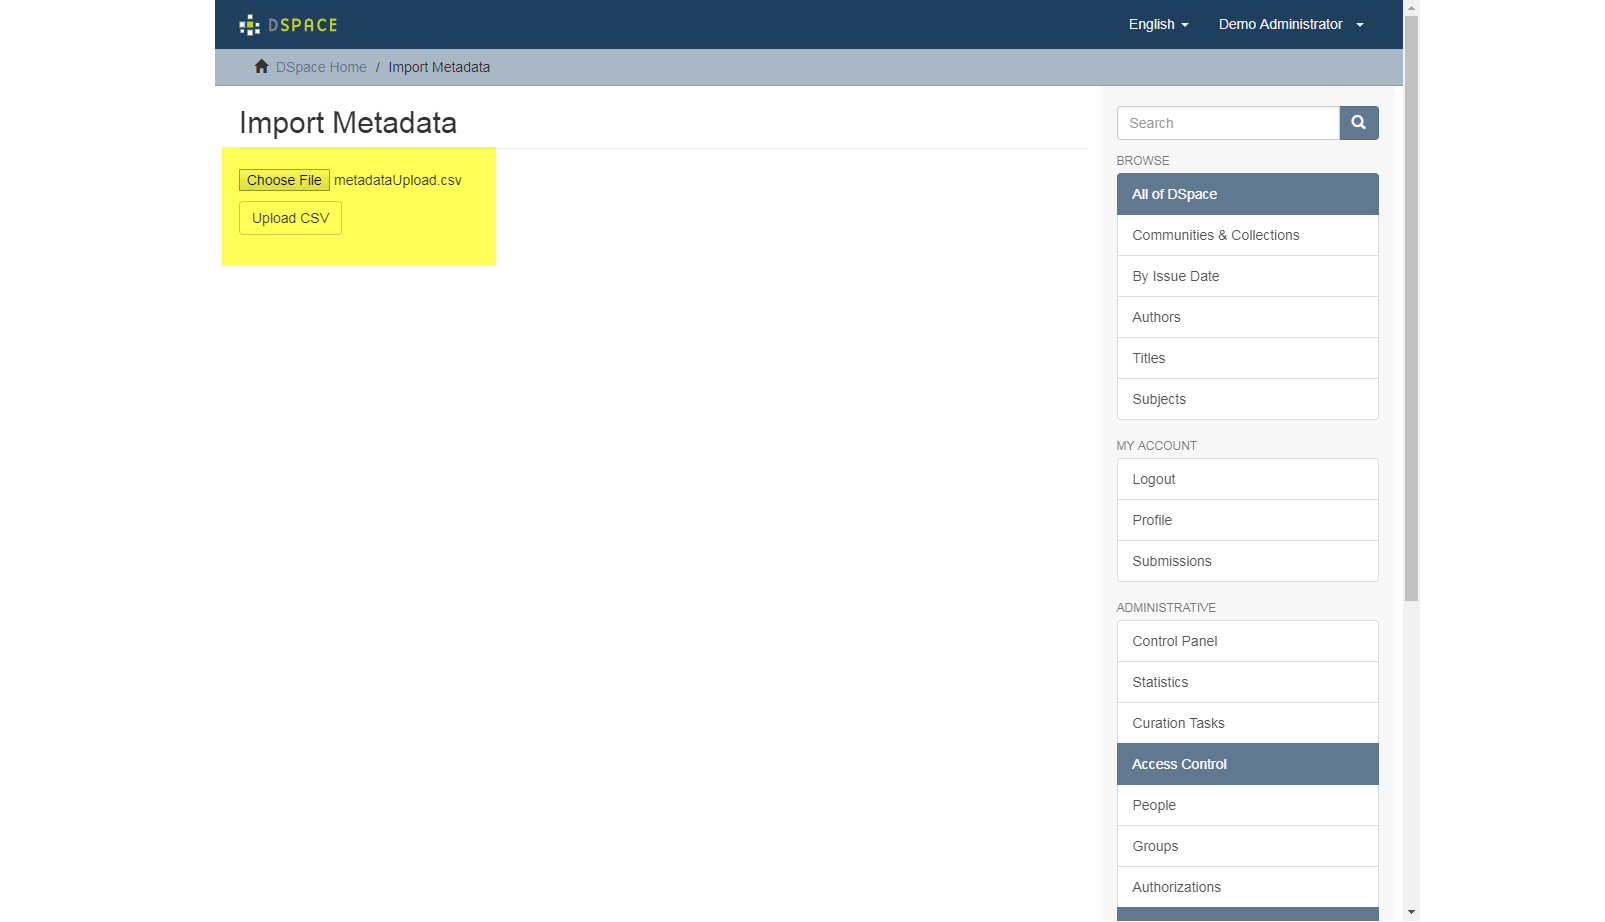 DSPACE
English
Demo Administrator
DSpace Home / Import Metadata
Import Metadata
Choose File metadataUpload.csv
Upload CSV
Search
BROWSE
All of DSpace
Communities & Collections
By Issue Date
Authors
Titles
Subjects
MY ACCOUNT
Logout
Profile
Submissions
ADMINISTRATIVE
Control Panel
Statistics
Curation Tasks
Access Control
People
Groups
Authorizations